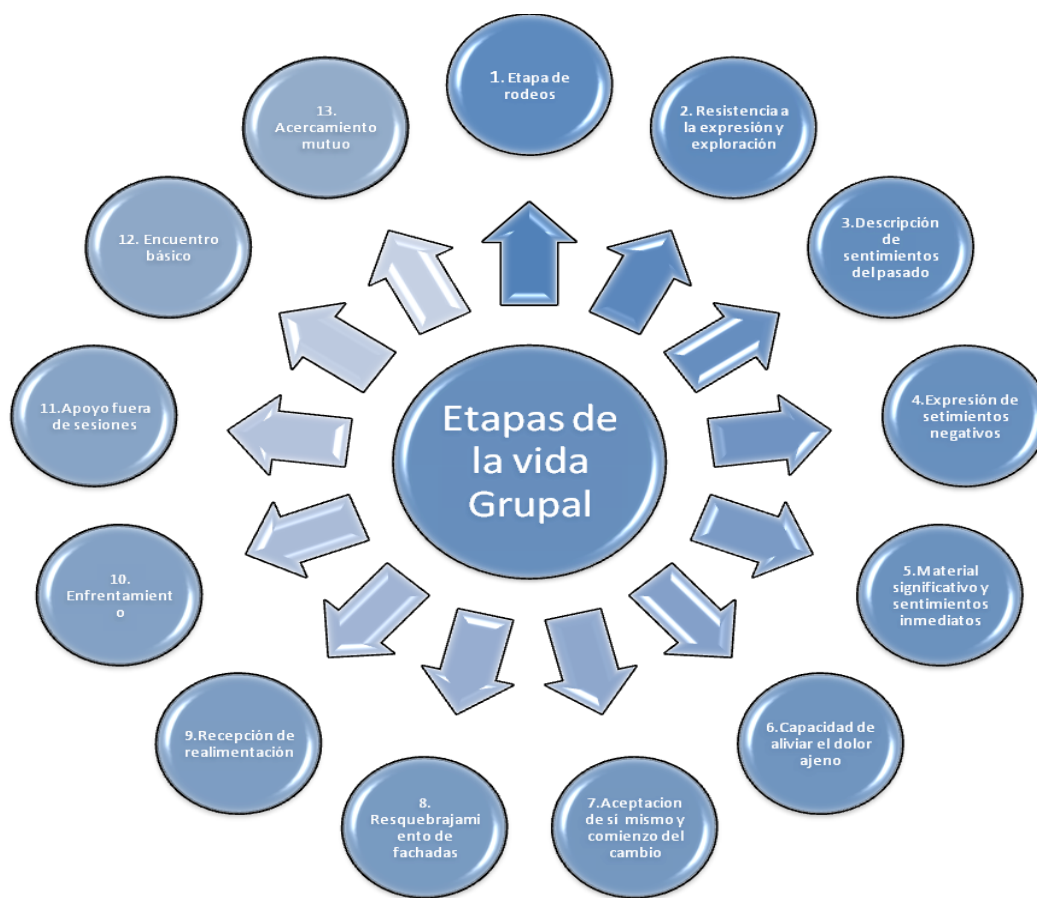 1. Etapa de
rodeos
2. Resistencia a
la expresión y
exploración
3.Descripción
de
sentimientos
del pasado
4.Expresión de
setimientos
negativos
5.Material
significativo y
sentimientos
inmediatos
6.Capacidad de
aliviar el dolor
ajeno
7.Aceptacion
de si mismo y
comienzo del
cambio
8.
Resquebrajami
ento de
fachadas
9.Recepción de
realimentación
10.
Enfrentamient
o
11.Apoyo fuera
de sesiones
12. Encuentro
básico
13.
Acercamiento
mutuo
Etapas de
la vida
Grupal